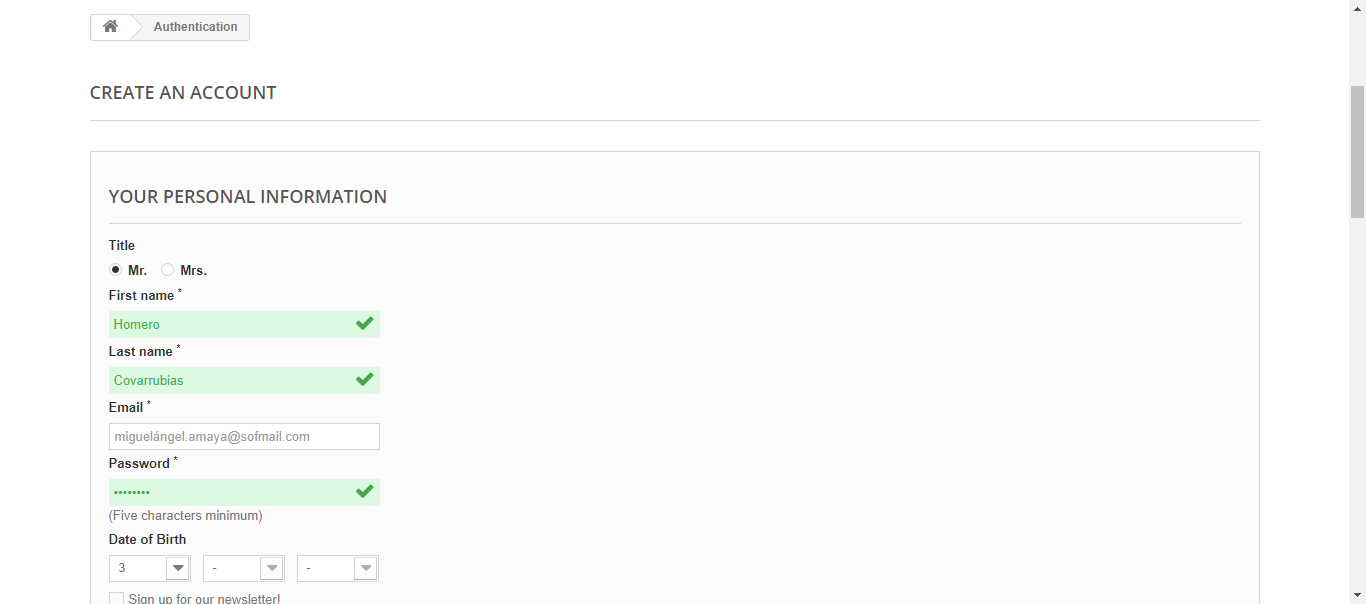 Authentication
CREATE AN ACCOUNT
YOUR PERSONAL INFORMATION
Title
Mr. Mrs.
First name *
Homero
Last name *
Covarrubias
Email *
miguelángel.amaya@sofmail.com
Password *
••••••••
(Five characters minimum)
Date of Birth
3 - -
Sign up for our newsletter!